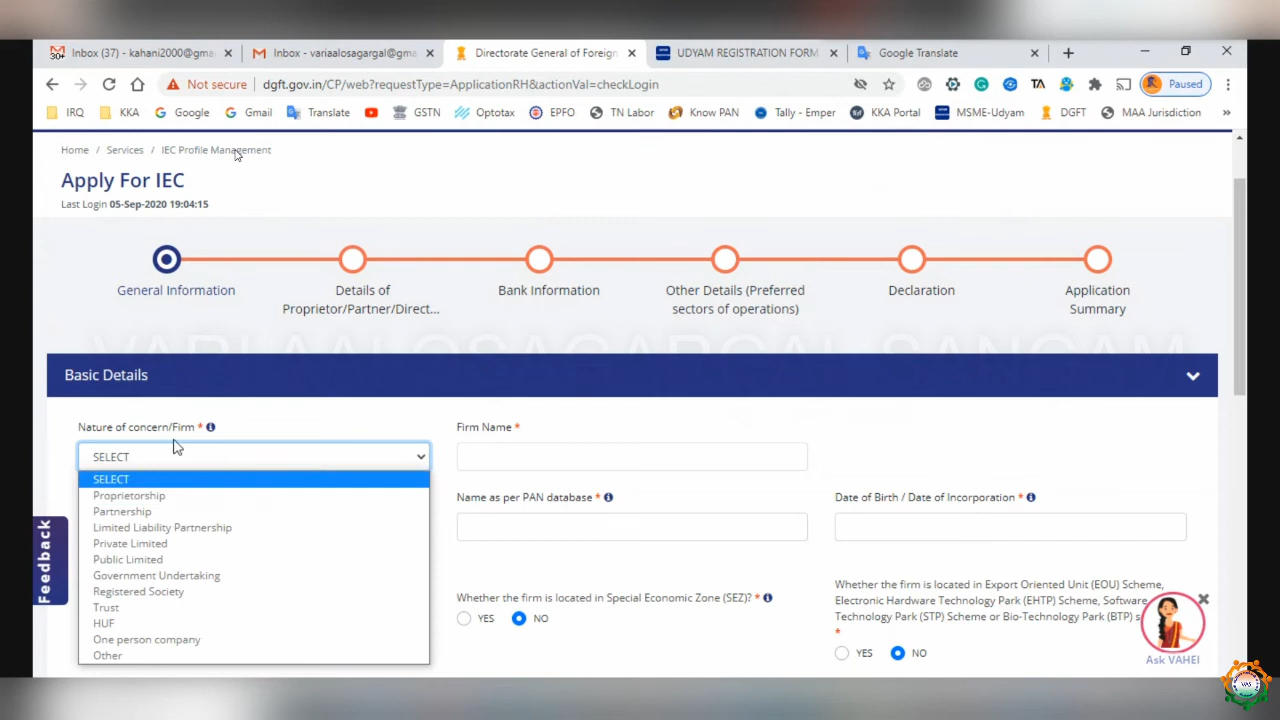 Inbox (37) - kahani2000@gma
Inbox - variaalosagargal@gma
Directorate General of Foreign
UDYAM REGISTRATION FORM
Google Translate
Not secure
dgft.gov.in/CP/web?requestType=ApplicationRH&actionVal=checkLogin
TA
Paused
IRQ
KKA
Google
Gmail
Translate
GSTN
Optotax
EPFO
TN Labor
Know PAN
Tally - Emper
KKA Portal
MSME-Udyam
DGFT
MAA Jurisdiction
Home / Services / IEC Profile Management
Apply For IEC
Last Login 05-Sep-2020 19:04:15
General Information
Details of
Proprietor/Partner/Direct...
Bank Information
Other Details (Preferred
sectors of operations)
Declaration
Application
Summary
VARIAALOSAGARGAL SANGAM
Basic Details
Nature of concern/Firm *
Firm Name *
SELECT
SELECT
Proprietorship
Partnership
Limited Liability Partnership
Private Limited
Public Limited
Government Undertaking
Registered Society
Trust
HUF
One person company
Other
Name as per PAN database *
Date of Birth / Date of Incorporation *
Whether the firm is located in Special Economic Zone (SEZ)? *
YES
NO
Whether the firm is located in Export Oriented Unit (EOU) Scheme,
Electronic Hardware Technology Park (EHTP) Scheme, Software
Technology Park (STP) Scheme or Bio-Technology Park (BTP) s
*
YES
NO
Feedback
Ask VAHEI
VAS